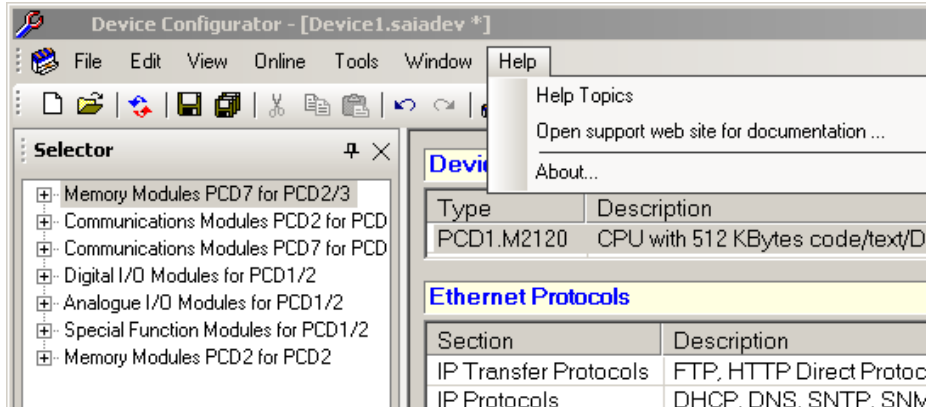 Device Configurator - [Device1.saiadev *]
File Edit View Online Tools Window Help
Help Topics
Open support web site for documentation ...
About...
Selector
Memory Modules PCD7 for PCD2/3
Communications Modules PCD2 for PCD
Communications Modules PCD7 for PCD
Digital I/O Modules for PCD1/2
Analogue I/O Modules for PCD1/2
Special Function Modules for PCD1/2
Memory Modules PCD2 for PCD2
Devi
Type Description
PCD1.M2120 CPU with 512 KBytes code/text/D
Ethernet Protocols
Section Description
IP Transfer Protocols FTP, HTTP Direct Protoc
IP Protocols DHCP, DNS, SNTP, SNM